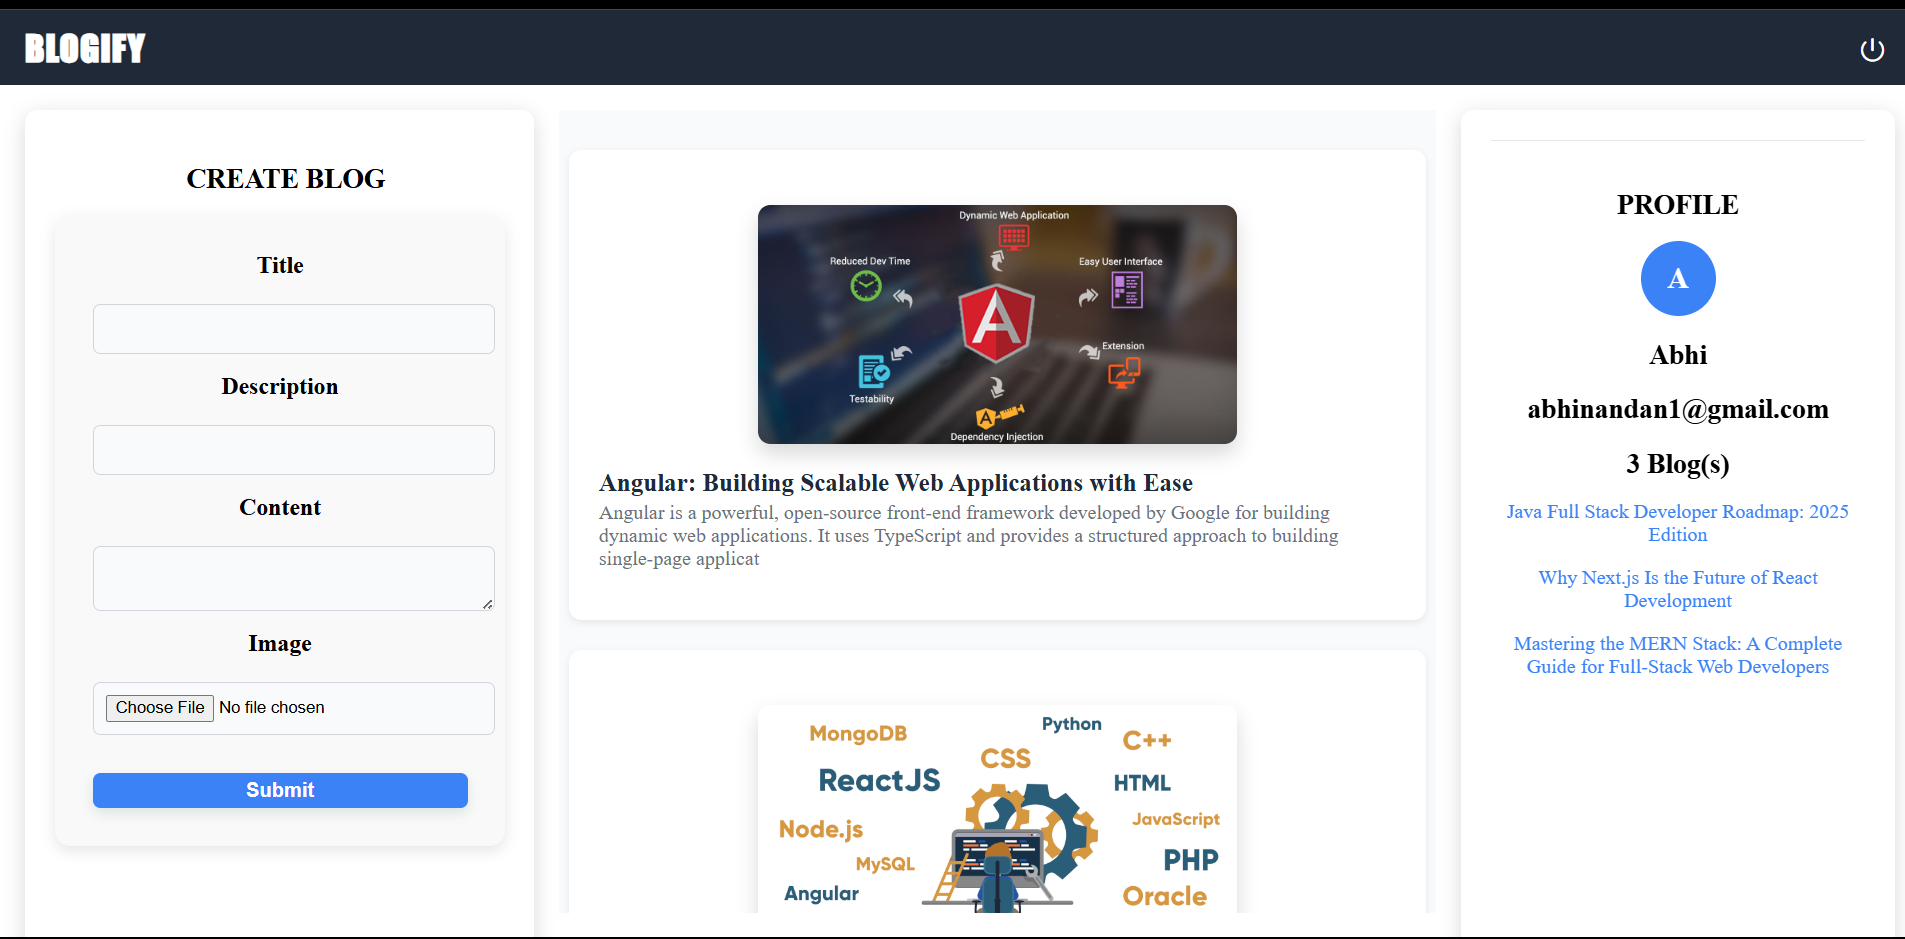 BLOGIFY
CREATE BLOG
Title
Description
Content
Image
Choose File No file chosen
Submit
Dynamic Web Application
Reduced Dev Time
Easy User Interface
Extension
Testability
Dependency Injection
Angular: Building Scalable Web Applications with Ease
Angular is a powerful, open-source front-end framework developed by Google for building
dynamic web applications. It uses TypeScript and provides a structured approach to building
single-page applicat
Python
MongoDB
C++
CSS
ReactJS
HTML
JavaScript
Node.js
PHP
MySQL
Angular
Oracle
PROFILE
A
Abhi
abhinandan1@gmail.com
3 Blog(s)
Java Full Stack Developer Roadmap: 2025
Edition
Why Next.js Is the Future of React
Development
Mastering the MERN Stack: A Complete
Guide for Full-Stack Web Developers